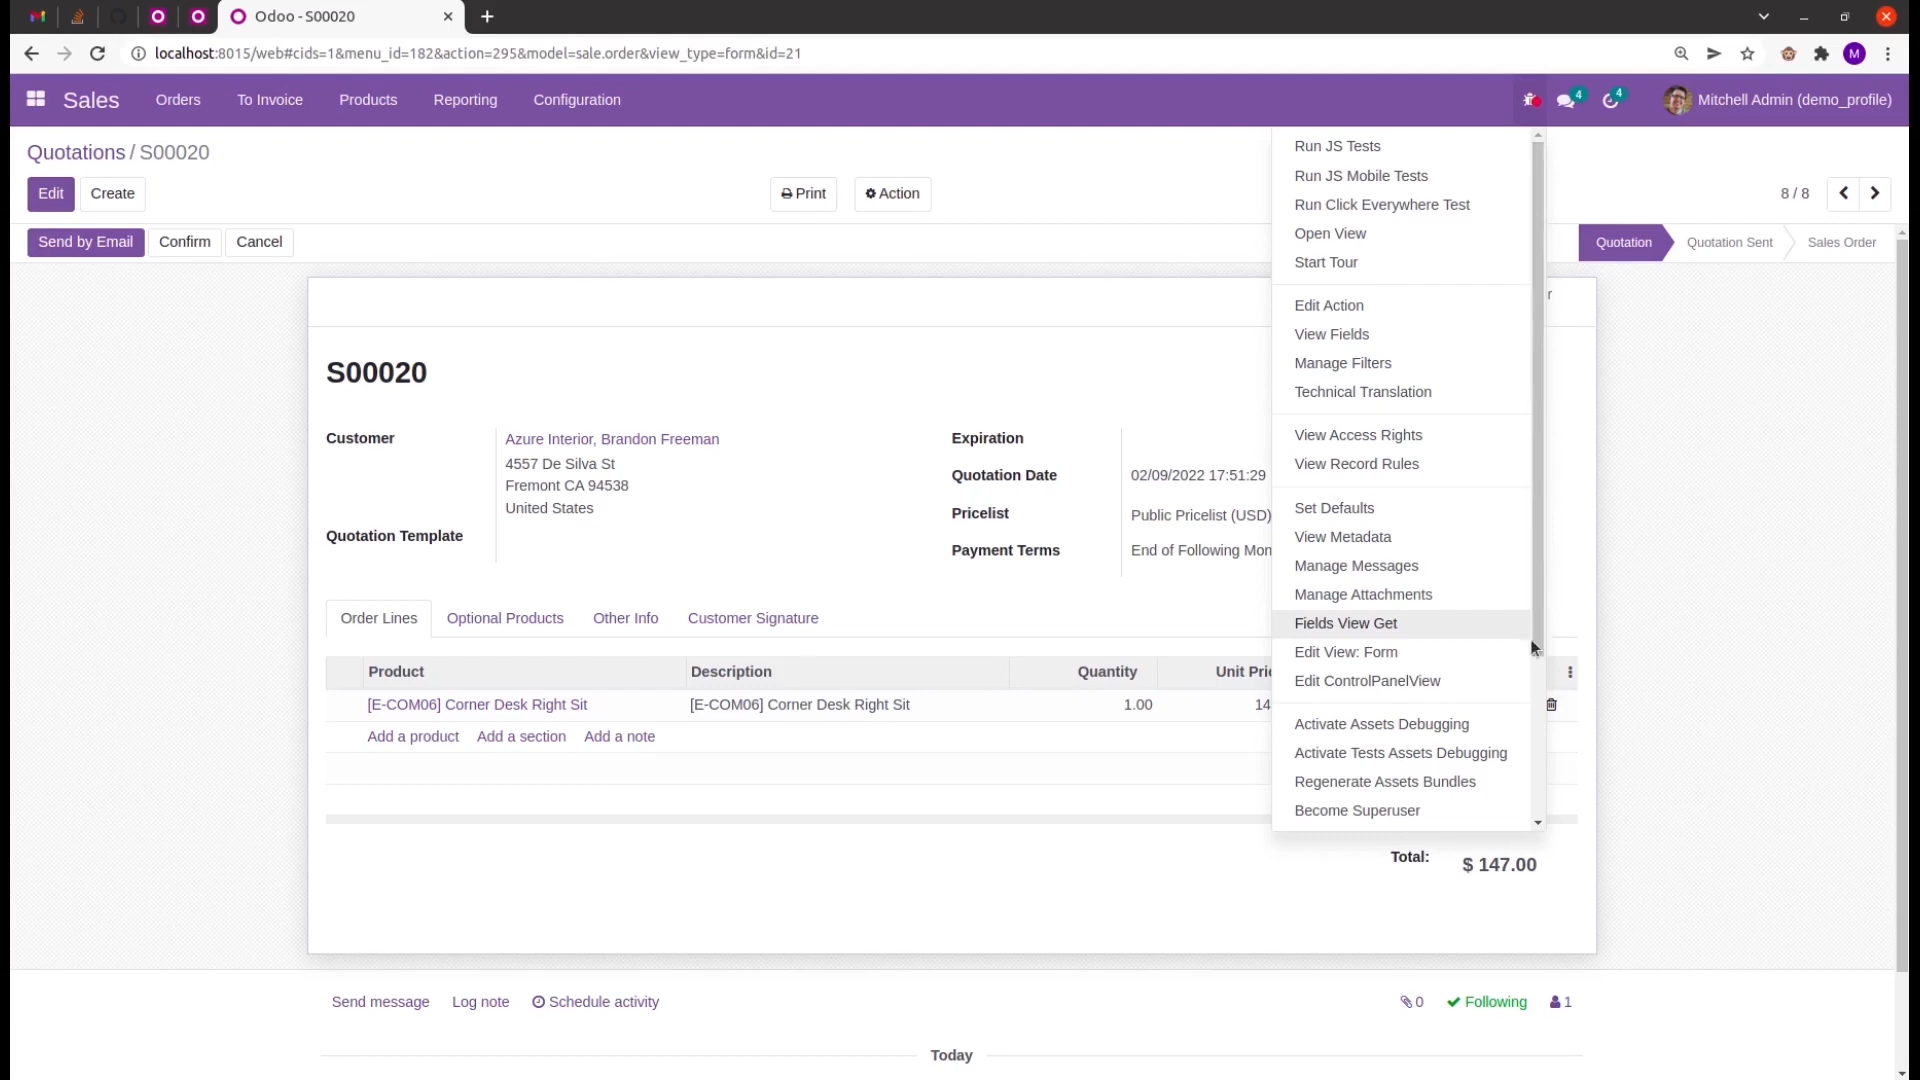 Odoo - S00020
localhost:8015/web#cids=1&menu_id=182&action=295&model=sale.order&view_type=form&id=21
M
Sales Orders To Invoice Products Reporting Configuration
4 4 Mitchell Admin (demo_profile)
Quotations / S00020
Edit Create
Print Action
8 / 8
Send by Email Confirm Cancel
Quotation Quotation Sent Sales Order
Run JS Tests
Run JS Mobile Tests
Run Click Everywhere Test
Open View
Start Tour
Edit Action
View Fields
Manage Filters
Technical Translation
View Access Rights
View Record Rules
Set Defaults
View Metadata
Manage Messages
Manage Attachments
Fields View Get
Edit View: Form
Edit ControlPanelView
Activate Assets Debugging
Activate Tests Assets Debugging
Regenerate Assets Bundles
Become Superuser
S00020
Customer
Azure Interior, Brandon Freeman
4557 De Silva St
Fremont CA 94538
United States
Quotation Template
Expiration
Quotation Date 02/09/2022 17:51:29
Pricelist Public Pricelist (USD)
Payment Terms End of Following Mon
Order Lines Optional Products Other Info Customer Signature
Product Description Quantity Unit Pri
[E-COM06] Corner Desk Right Sit [E-COM06] Corner Desk Right Sit 1.00 14
Add a product Add a section Add a note
Total: $ 147.00
Send message Log note Schedule activity
0 Following 1
Today